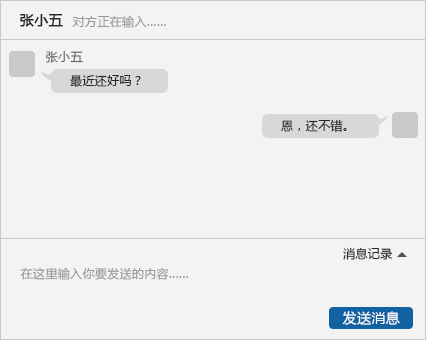 张小五 对方正在输入......
张小五
最近还好吗？
恩，还不错。
消息记录
在这里输入你要发送的内容......
发送消息